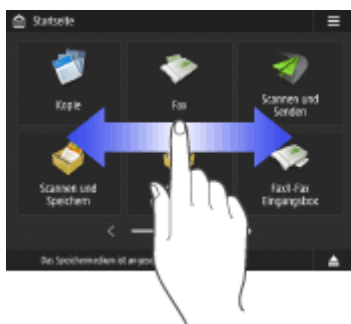 Startseite
Kopie
Fax
Scannen und
Senden
Scannen und
Speichern
Fax/I-Fax
Eingangsbox
Das Speichermedium ist